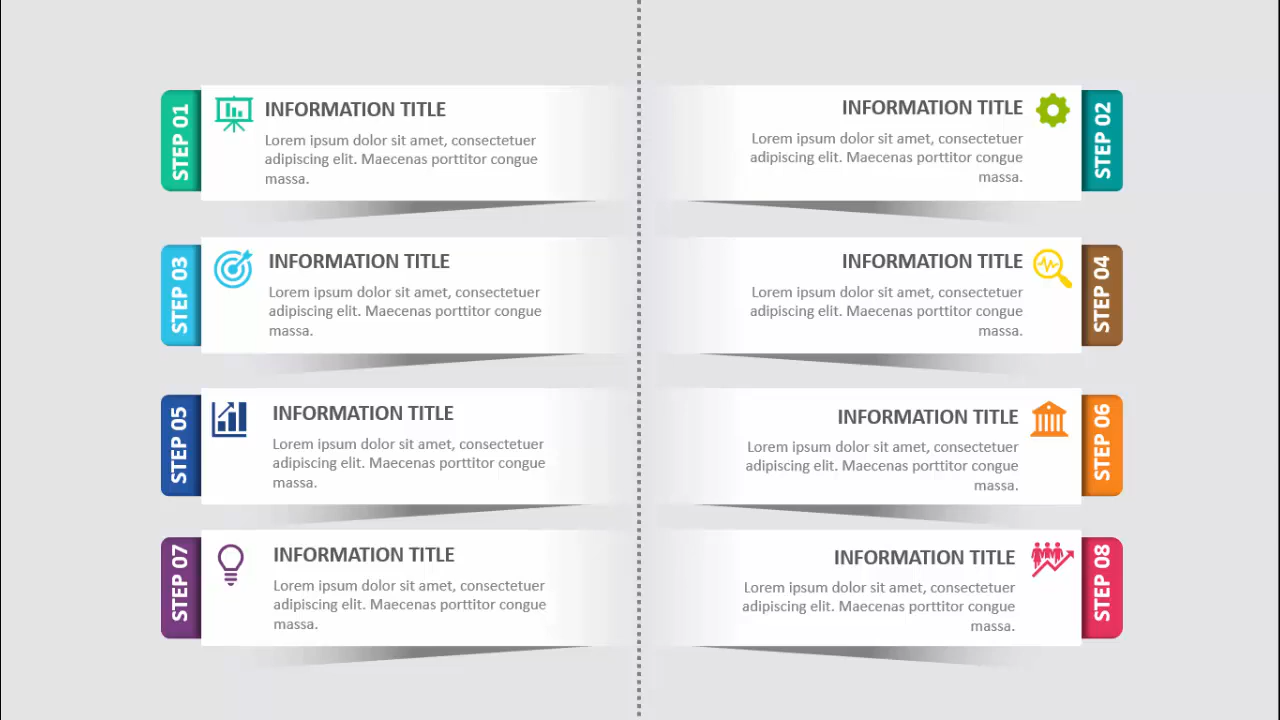 STEP 01
INFORMATION TITLE
Lorem ipsum dolor sit amet, consectetuer
adipiscing elit. Maecenas porttitor congue
massa.
INFORMATION TITLE
Lorem ipsum dolor sit amet, consectetuer
adipiscing elit. Maecenas porttitor congue
massa.
STEP 02
STEP 03
INFORMATION TITLE
Lorem ipsum dolor sit amet, consectetuer
adipiscing elit. Maecenas porttitor congue
massa.
INFORMATION TITLE
Lorem ipsum dolor sit amet, consectetuer
adipiscing elit. Maecenas porttitor congue
massa.
STEP 04
STEP 05
INFORMATION TITLE
Lorem ipsum dolor sit amet, consectetuer
adipiscing elit. Maecenas porttitor congue
massa.
INFORMATION TITLE
Lorem ipsum dolor sit amet, consectetuer
adipiscing elit. Maecenas porttitor congue
massa.
STEP 06
STEP 07
INFORMATION TITLE
Lorem ipsum dolor sit amet, consectetuer
adipiscing elit. Maecenas porttitor congue
massa.
INFORMATION TITLE
Lorem ipsum dolor sit amet, consectetuer
adipiscing elit. Maecenas porttitor congue
massa.
STEP 08